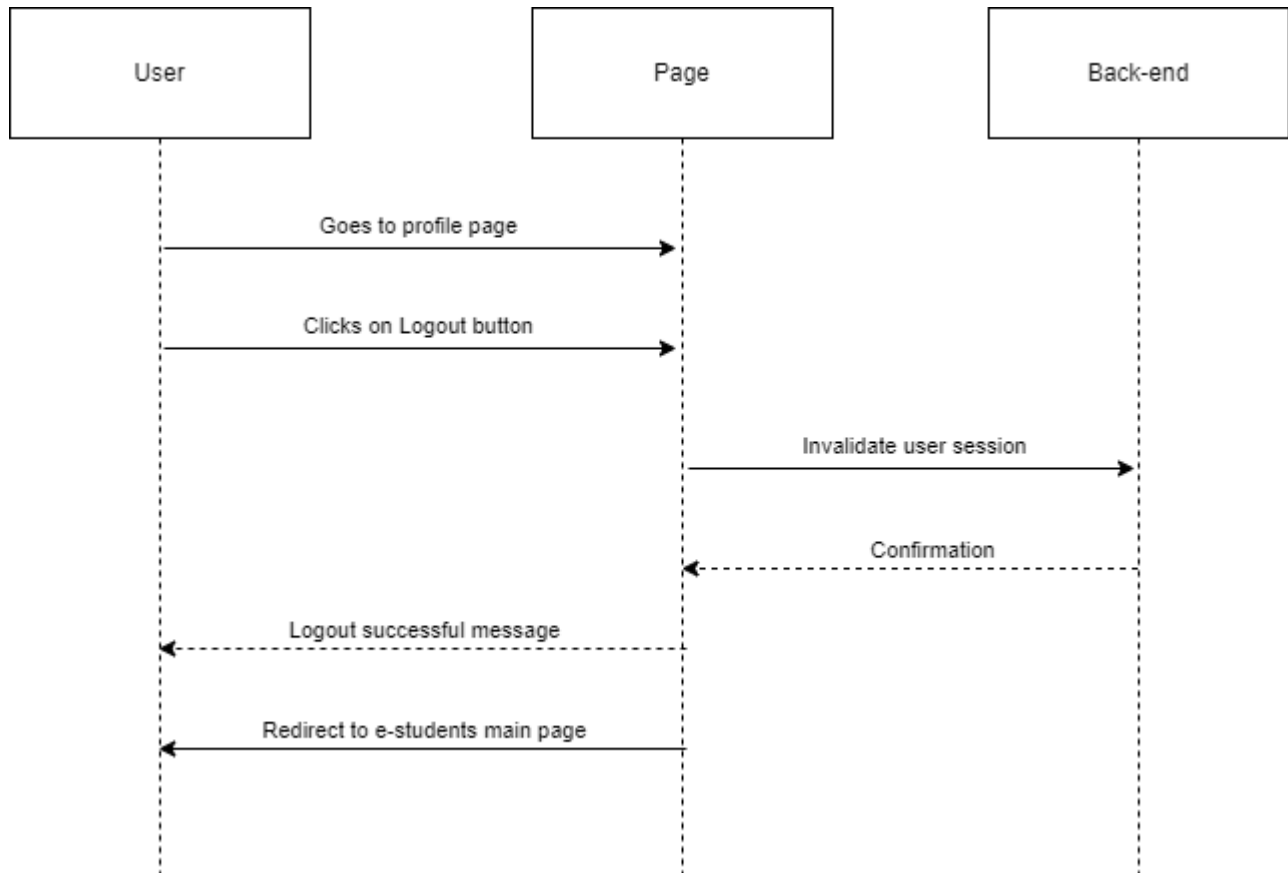 User
Page
Back-end
Goes to profile page
Clicks on Logout button
Invalidate user session
Confirmation
Logout successful message
Redirect to e-students main page